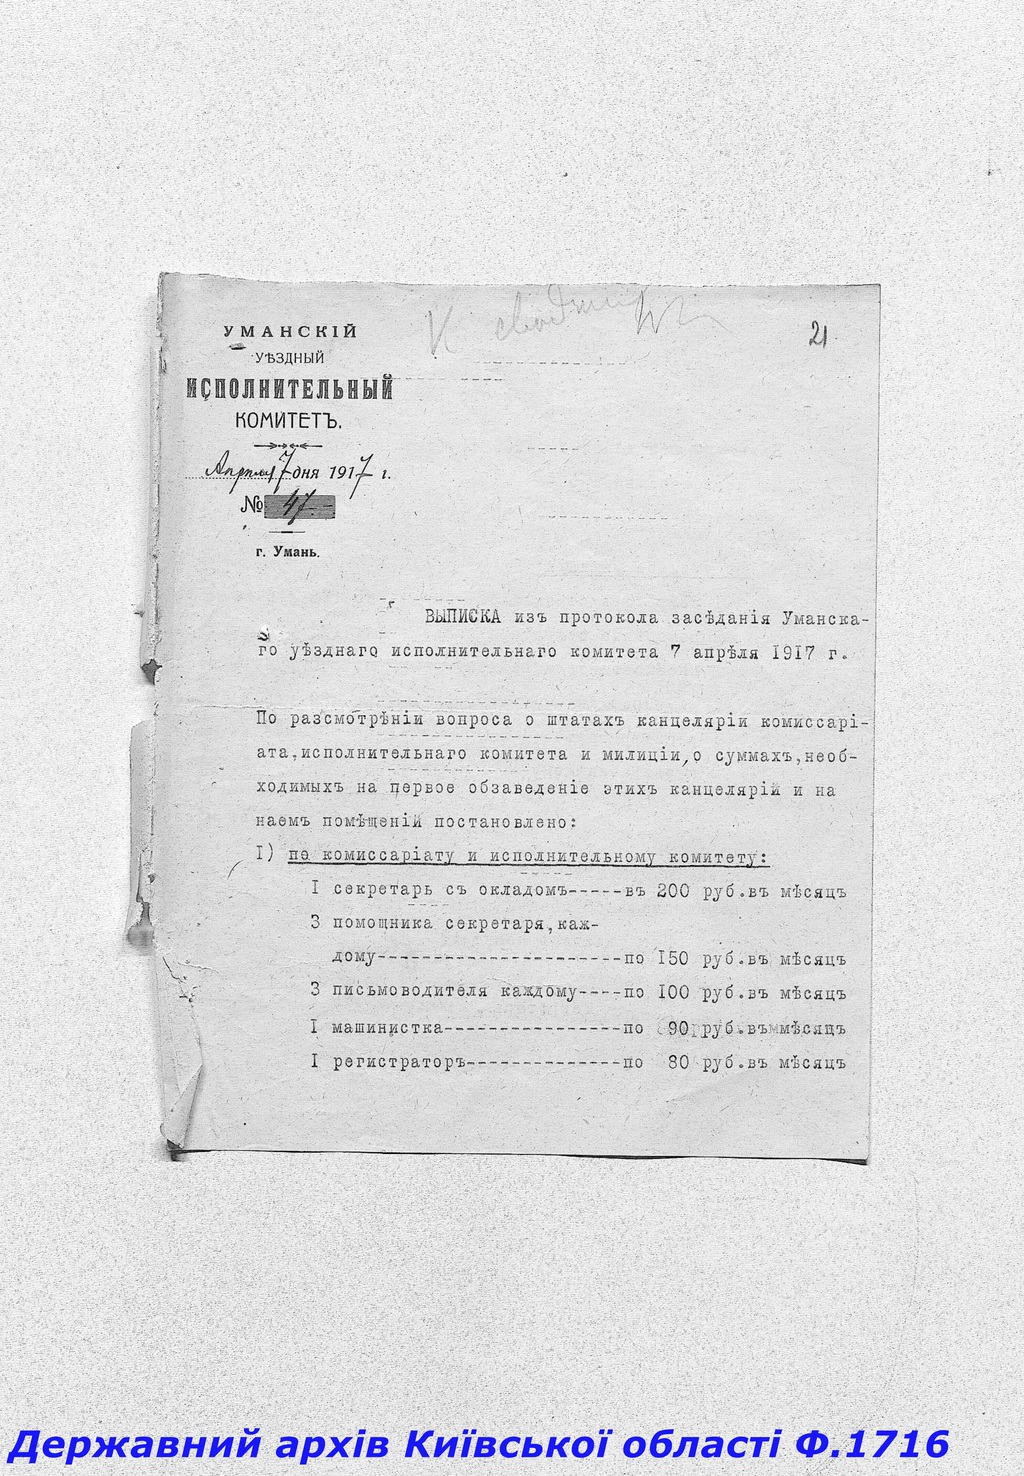 21
УМАНСКІЙ
УѢЗДНЫЙ
ИСПОЛНИТЕЛЬНЫЙ
КОМИТЕТЪ.
Апрѣля 7 дня 1917 г.
№ 47.-
г. Умань.
ВЫПИСКА изъ протокола засѣданія Уманска-
го уѣзднаго исполнительнаго комитета 7 апрѣля 1917 г.
По разсмотрѣніи вопроса о штатахъ канцеляріи комиссарі-
ата,исполнительнаго комитета и милиціи,о суммахъ,необ-
ходимыхъ на первое обзаведеніе этихъ канцелярій и на
наемъ помѣщеній постановлено:
I) по комиссаріату и исполнительному комитету:
I секретарь съ окладомъ-----въ 200 руб.въ мѣсяцъ
3 помощника секретаря,каж-
дому----------------------по 150 руб.въ мѣсяцъ
3 письмоводителя каждому----по 100 руб.въ мѣсяцъ
I машинистка----------------по 90 руб.въ мѣсяцъ
I регистраторъ--------------по 80 руб.въ мѣсяцъ
Державний архів Київської області Ф.1716